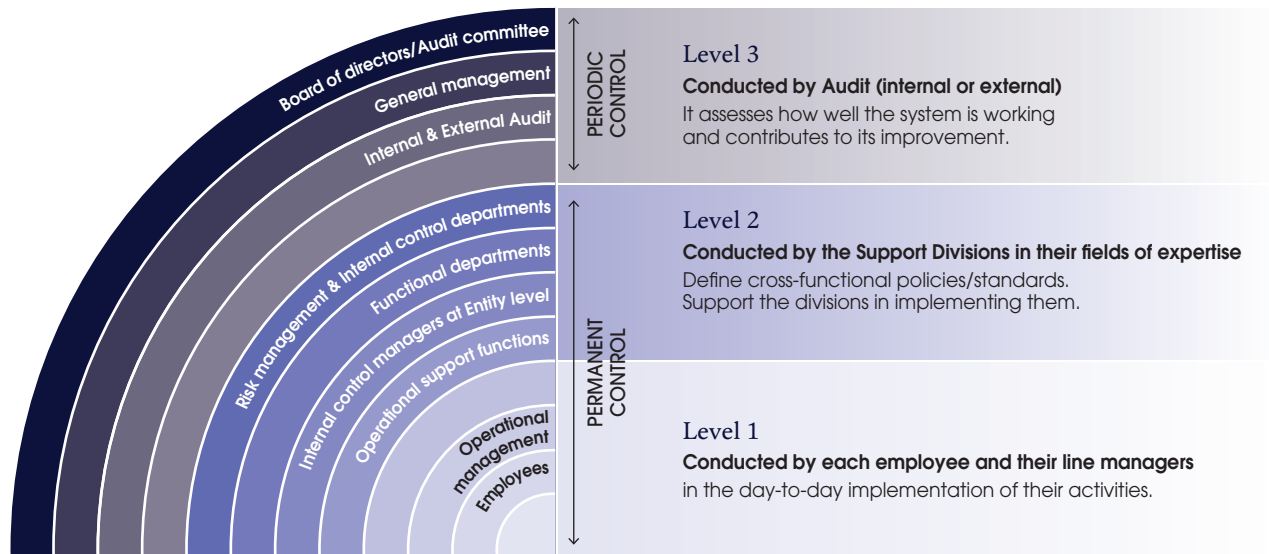 Board of directors/Audit committee
General management
Internal & External Audit
Risk management & Internal control departments
Functional departments
Internal control managers at Entity level
Operational support functions
Operational
management
Employees
PERIODIC
CONTROL
PERMANENT
CONTROL
Level 3
Conducted by Audit (internal or external)
It assesses how well the system is working
and contributes to its improvement.
Level 2
Conducted by the Support Divisions in their fields of expertise
Define cross-functional policies/standards.
Support the divisions in implementing them.
Level 1
Conducted by each employee and their line managers
in the day-to-day implementation of their activities.